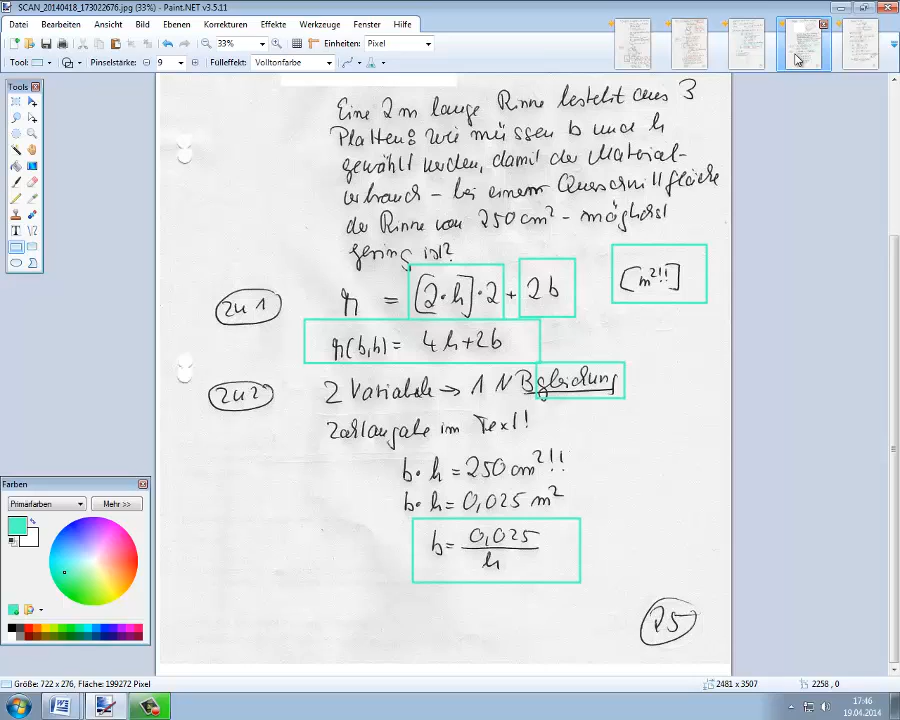 SCAN_20140418_173022676.jpg (33%) - Paint.NET v3.5.11
Datei Bearbeiten Ansicht Bild Ebenen Korrekturen Effekte Werkzeuge Fenster Hilfe
33% Einheiten: Pixel
Tool: Pinselstärke: 9 Fülleffekt: Volltonfarbe
Tools
Eine 2 m lange Rinne besteht aus 3
Platten: Wie müssen b und h
gewählt werden, damit der Material-
verbrauch - bei einem Querschnittfläche
der Rinne von 250 cm² - möglichst
gering ist?
zu 1 M = [2·h]·2 + 2b [m²!!]
M(b,h) = 4h+2b
zu 2 2 Variable → 1 NBgleichung
Zahlangabe im Text!
b·h = 250 cm²!!
b·h = 0,025 m²
b = 0,025
h
25
Farben
Primärfarben Mehr >>
Größe: 722 x 276, Fläche: 199272 Pixel 2481 x 3507 2258, 0
17:46
19.04.2014